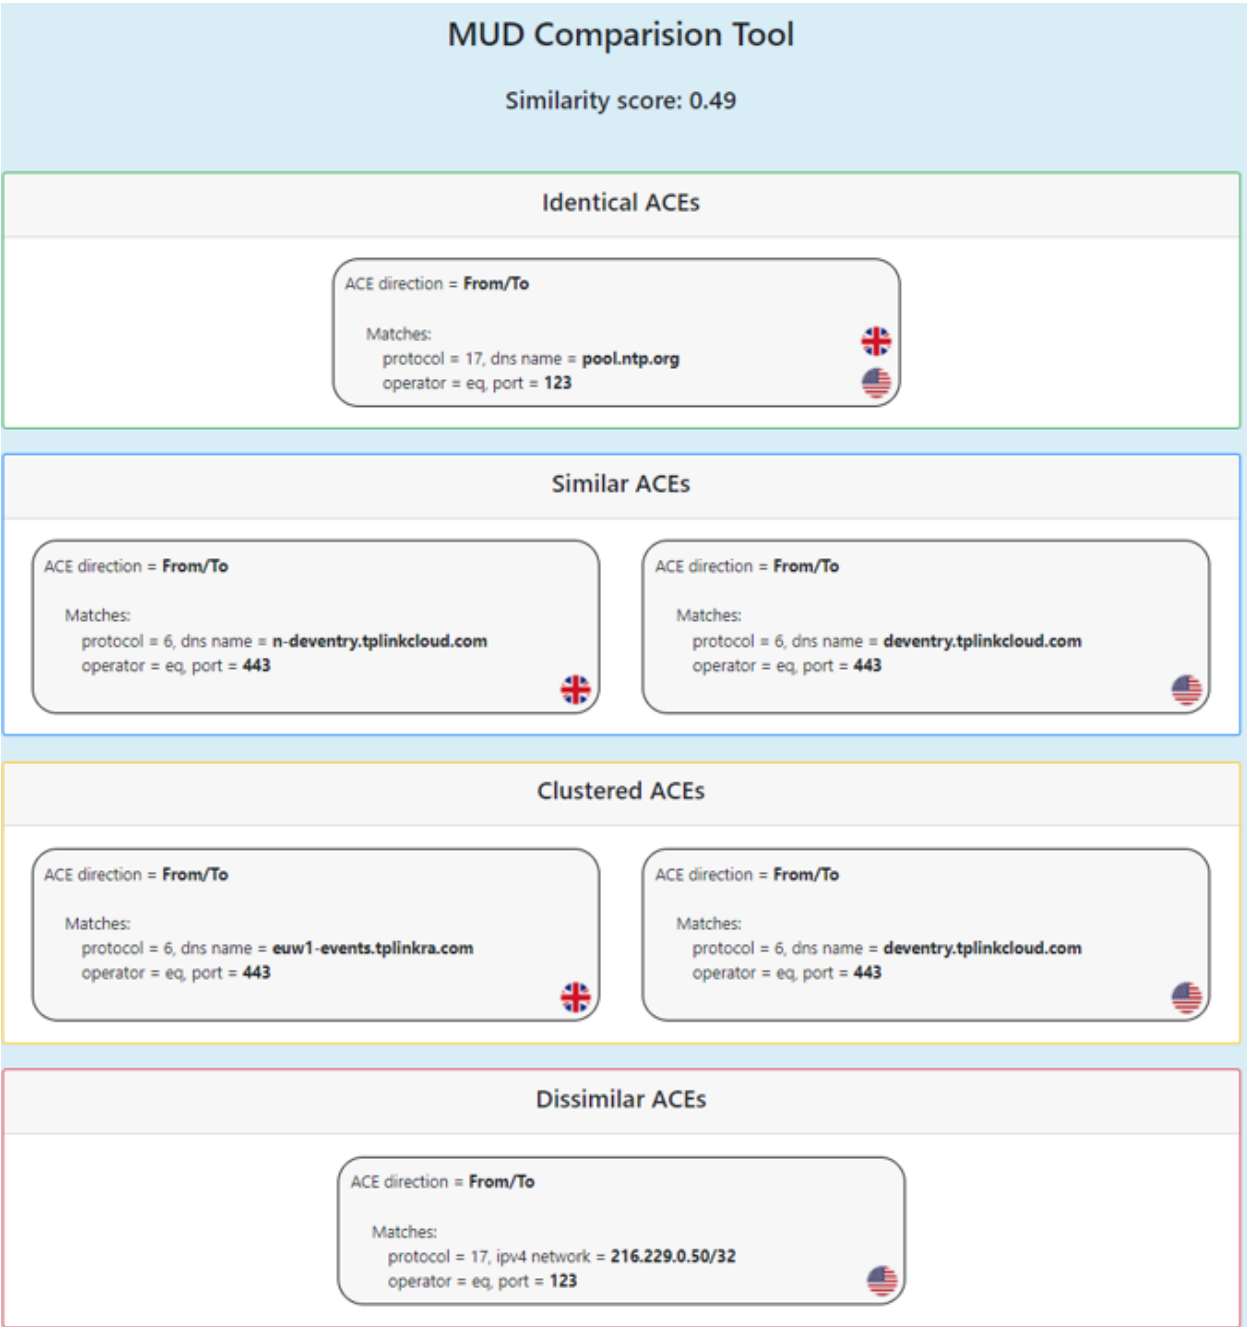 MUD Comparision Tool
Similarity score: 0.49
Identical ACEs
ACE direction = From/To
Matches:
protocol = 17, dns name = pool.ntp.org
operator = eq, port = 123
Similar ACEs
ACE direction = From/To
Matches:
protocol = 6, dns name = n-deventry.tplinkcloud.com
operator = eq, port = 443
ACE direction = From/To
Matches:
protocol = 6, dns name = deventry.tplinkcloud.com
operator = eq, port = 443
Clustered ACEs
ACE direction = From/To
Matches:
protocol = 6, dns name = euw1-events.tplinkra.com
operator = eq, port = 443
ACE direction = From/To
Matches:
protocol = 6, dns name = deventry.tplinkcloud.com
operator = eq, port = 443
Dissimilar ACEs
ACE direction = From/To
Matches:
protocol = 17, ipv4 network = 216.229.0.50/32
operator = eq, port = 123